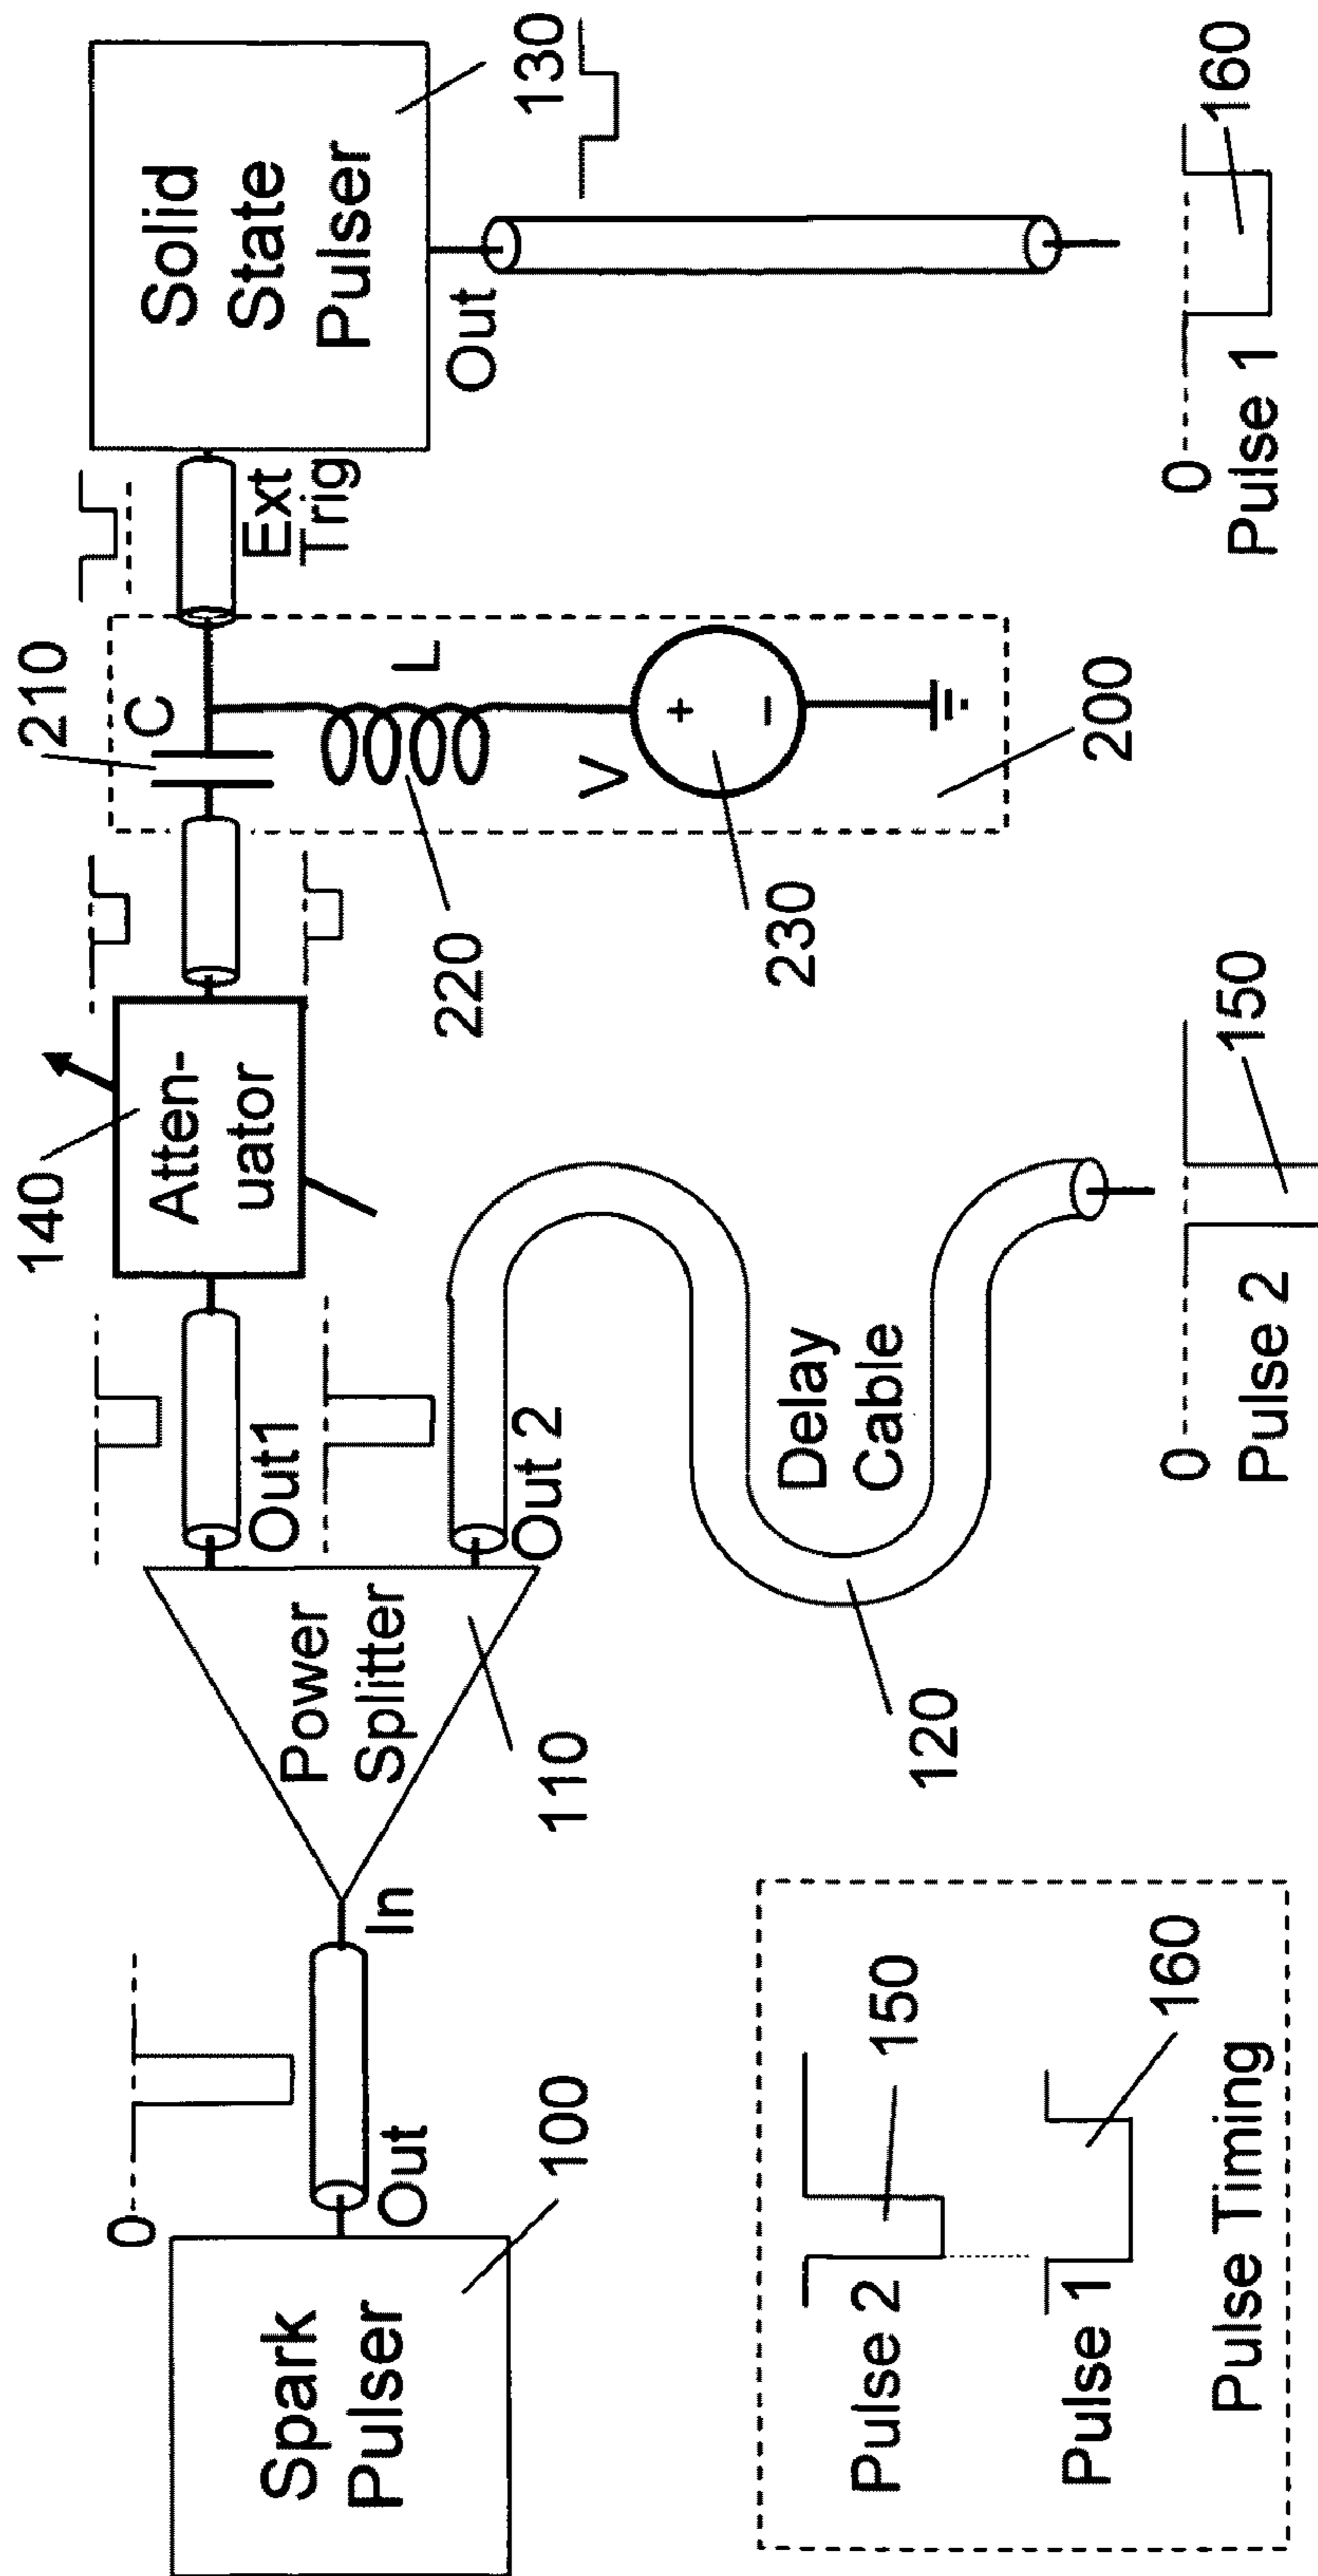 0
Spark
Pulser
Out
100
In
Power
Splitter
110
Out1
Out 2
140
Atten-
uator
210
C
L
220
V
+
−
230
200
Ext
Trig
Solid
State
Pulser
130
Out
Delay
Cable
120
0
Pulse 2
150
0
Pulse 1
160
Pulse 2
150
Pulse 1
160
Pulse Timing